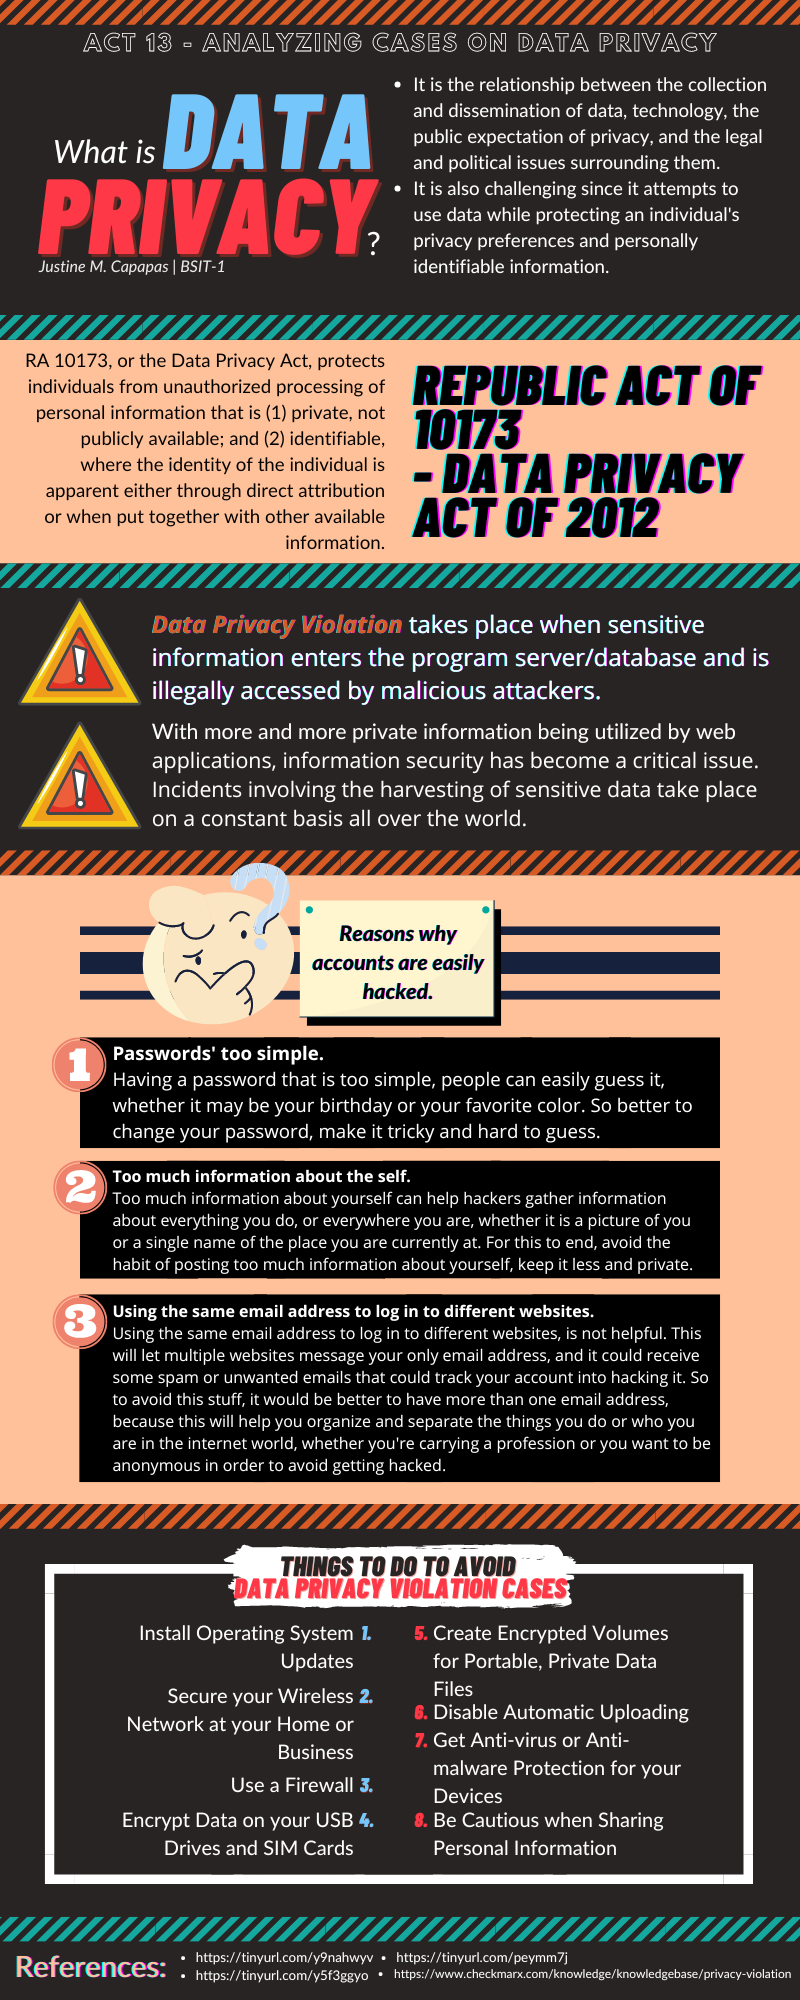 ACT 13 - ANALYZING CASES ON DATA PRIVACY
What is DATA
PRIVACY?
Justine M. Capapas | BSIT-1
• It is the relationship between the collection
and dissemination of data, technology, the
public expectation of privacy, and the legal
and political issues surrounding them.
• It is also challenging since it attempts to
use data while protecting an individual's
privacy preferences and personally
identifiable information.
RA 10173, or the Data Privacy Act, protects
individuals from unauthorized processing of
personal information that is (1) private, not
publicly available; and (2) identifiable,
where the identity of the individual is
apparent either through direct attribution
or when put together with other available
information.
REPUBLIC ACT OF
10173
- DATA PRIVACY
ACT OF 2012
Data Privacy Violation takes place when sensitive
information enters the program server/database and is
illegally accessed by malicious attackers.
With more and more private information being utilized by web
applications, information security has become a critical issue.
Incidents involving the harvesting of sensitive data take place
on a constant basis all over the world.
Reasons why
accounts are easily
hacked.
1
Passwords' too simple.
Having a password that is too simple, people can easily guess it,
whether it may be your birthday or your favorite color. So better to
change your password, make it tricky and hard to guess.
2
Too much information about the self.
Too much information about yourself can help hackers gather information
about everything you do, or everywhere you are, whether it is a picture of you
or a single name of the place you are currently at. For this to end, avoid the
habit of posting too much information about yourself, keep it less and private.
3
Using the same email address to log in to different websites.
Using the same email address to log in to different websites, is not helpful. This
will let multiple websites message your only email address, and it could receive
some spam or unwanted emails that could track your account into hacking it. So
to avoid this stuff, it would be better to have more than one email address,
because this will help you organize and separate the things you do or who you
are in the internet world, whether you're carrying a profession or you want to be
anonymous in order to avoid getting hacked.
THINGS TO DO TO AVOID
DATA PRIVACY VIOLATION CASES
Install Operating System 1.
Updates
Secure your Wireless 2.
Network at your Home or
Business
Use a Firewall 3.
Encrypt Data on your USB 4.
Drives and SIM Cards
5. Create Encrypted Volumes
for Portable, Private Data
Files
6. Disable Automatic Uploading
7. Get Anti-virus or Anti-
malware Protection for your
Devices
8. Be Cautious when Sharing
Personal Information
References:
• https://tinyurl.com/y9nahwyv
• https://tinyurl.com/y5f3ggyo
• https://tinyurl.com/peymm7j
• https://www.checkmarx.com/knowledge/knowledgebase/privacy-violation